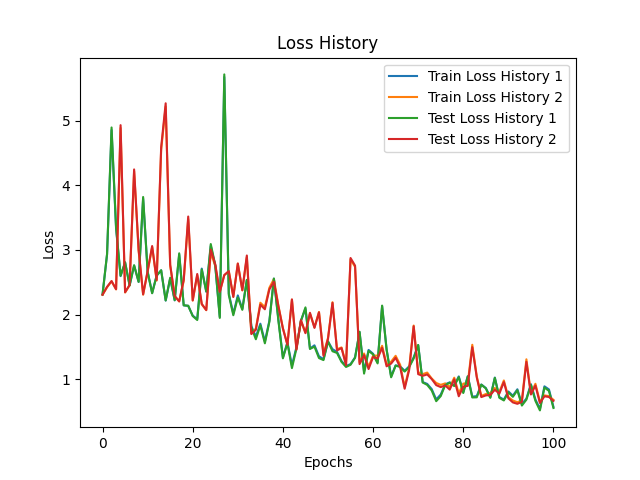 Loss History
Train Loss History 1
Train Loss History 2
Test Loss History 1
Test Loss History 2
5
4
3
2
1
Loss
0
20
40
60
80
100
Epochs